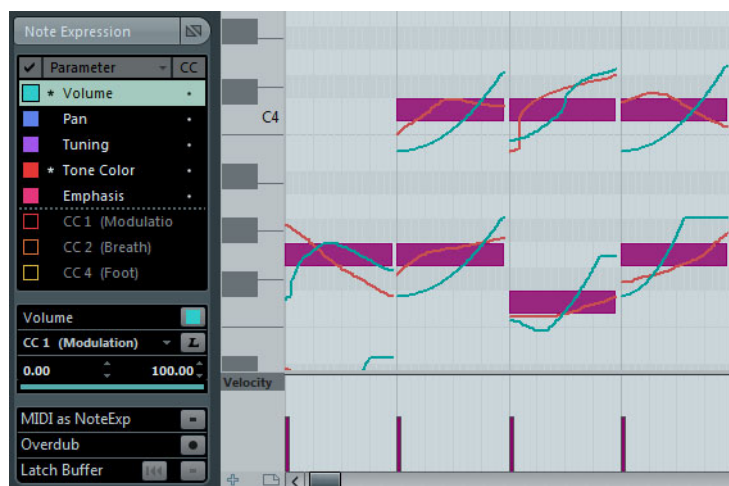 Note Expression
Parameter CC
* Volume
Pan
Tuning
* Tone Color
Emphasis
CC 1 (Modulatio
CC 2 (Breath)
CC 4 (Foot)
Volume
CC 1 (Modulation) L
0.00 100.00
MIDI as NoteExp
Overdub
Latch Buffer
C4
Velocity